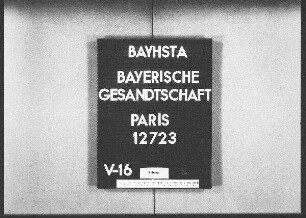 BAYHSTA
BAYERISCHE
GESANDTSCHAFT
PARIS
12723
V-16